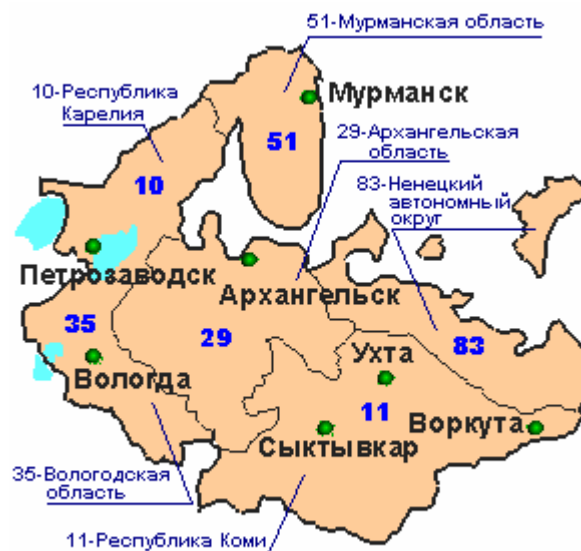 51-Мурманская область
10-Республика
Карелия
Мурманск
29-Архангельская
область
51
10
83-Ненецкий
автономный
округ
Петрозаводск
Архангельск
35
29
83
Ухта
Вологда
11
Воркута
Сыктывкар
35-Вологодская
область
11-Республика Коми